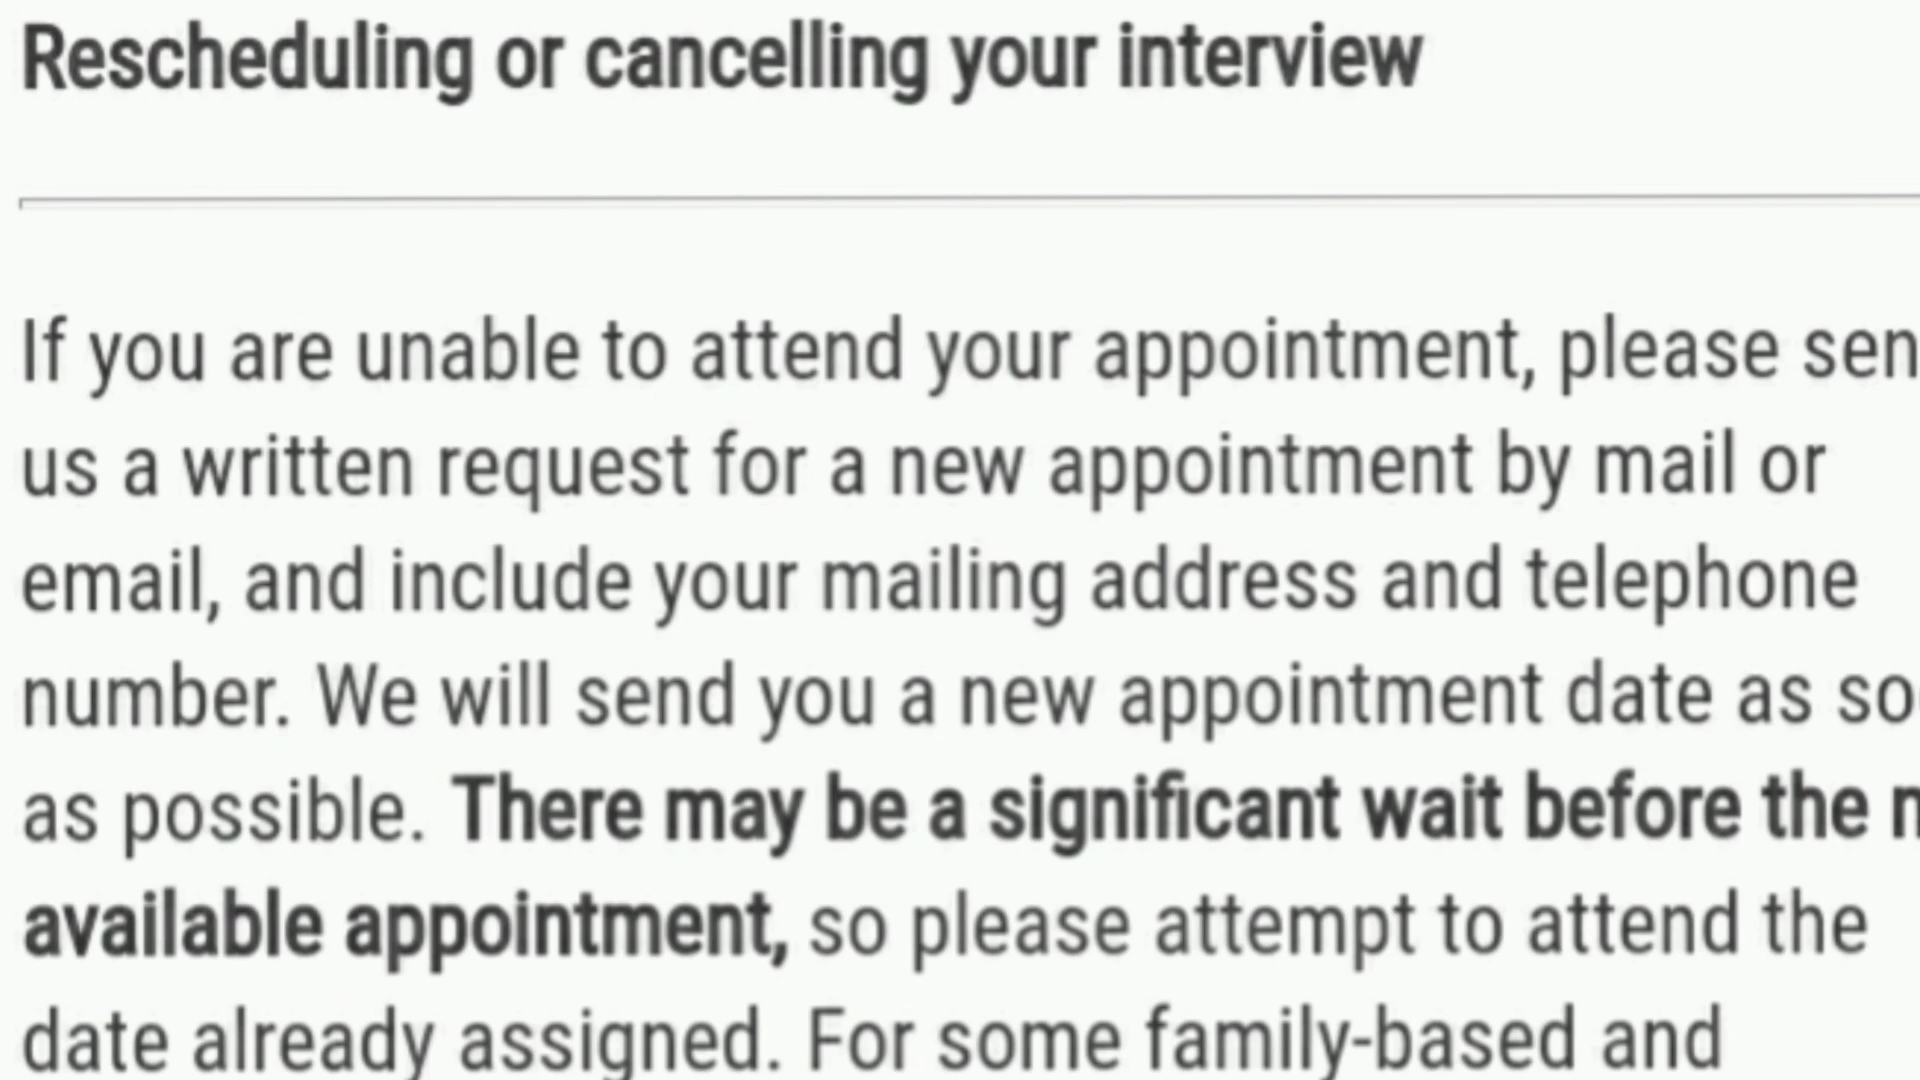 Rescheduling or cancelling your interview
If you are unable to attend your appointment, please sen
us a written request for a new appointment by mail or
email, and include your mailing address and telephone
number. We will send you a new appointment date as so
as possible. There may be a significant wait before the
available appointment, so please attempt to attend the
date already assigned. For some family-based and